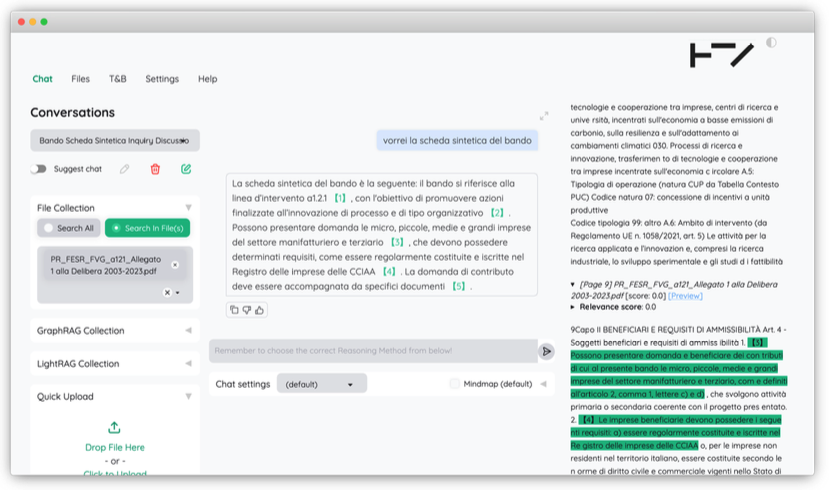 Chat Files T&B Settings Help
Conversations
Bando Scheda Sintetica Inquiry Discussio
Suggest chat
File Collection
Search All Search In File(s)
PR_FESR_FVG_a121_Allegato
1 alla Delibera 2003-2023.pdf
GraphRAG Collection
LightRAG Collection
Quick Upload
Drop File Here
- or -
Click to Upload
vorrei la scheda sintetica del bando
La scheda sintetica del bando è la seguente: il bando si riferisce alla
linea d'intervento a1.2.1 【1】 , con l'obiettivo di promuovere azioni
finalizzate all'innovazione di processo e di tipo organizzativo 【2】 .
Possono presentare domanda le micro, piccole, medie e grandi imprese
del settore manifatturiero e terziario 【3】 , che devono possedere
determinati requisiti, come essere regolarmente costituite e iscritte nel
Registro delle imprese delle CCIAA 【4】 . La domanda di contributo
deve essere accompagnata da specifici documenti 【5】 .
Remember to choose the correct Reasoning Method from below!
Chat settings (default) Mindmap (default)
tecnologie e cooperazione tra imprese, centri di ricerca e
unive rsità, incentrati sull'economia a basse emissioni di
carbonio, sulla resilienza e sull'adattamento ai
cambiamenti climatici 030. Processi di ricerca e
innovazione, trasferimen to di tecnologie e cooperazione
tra imprese incentrate sull'economia c ircolare A.5:
Tipologia di operazione (natura CUP da Tabella Contesto
PUC) Codice natura 07: concessione di incentivi a unità
produttive
Codice tipologia 99: altro A.6: Ambito di intervento (da
Regolamento UE n. 1058/2021, art. 5) Le attività per la
ricerca applicata e l'innovazion e, compresi la ricerca
industriale, lo sviluppo sperimentale e gli studi d i fattibilità
[Page 9] PR_FESR_FVG_a121_Allegato 1 alla Delibera
2003-2023.pdf [score: 0.0] [Preview]
Relevance score: 0.0
9Capo II BENEFICIARI E REQUISITI DI AMMISSIBILITÀ Art. 4 -
Soggetti beneficiari e requisiti di ammiss ibilità 1. 【3】
Possono presentare domanda e beneficiare dei con tributi
di cui al presente bando le micro, piccole, medie e grandi
imprese del settore manifatturiero e terziario, com e definiti
all'articolo 2, comma 1, lettere c) e d) , che svolgono attività
primaria o secondaria coerente con il progetto pres entato.
2. 【4】 Le imprese beneficiarie devono possedere i segue
nti requisiti: a) essere regolarmente costituite e iscritte nel
Re gistro delle imprese delle CCIAA o, per le imprese non
residenti nel territorio italiano, essere costituite secondo le
n orme di diritto civile e commerciale vigenti nello Stato di